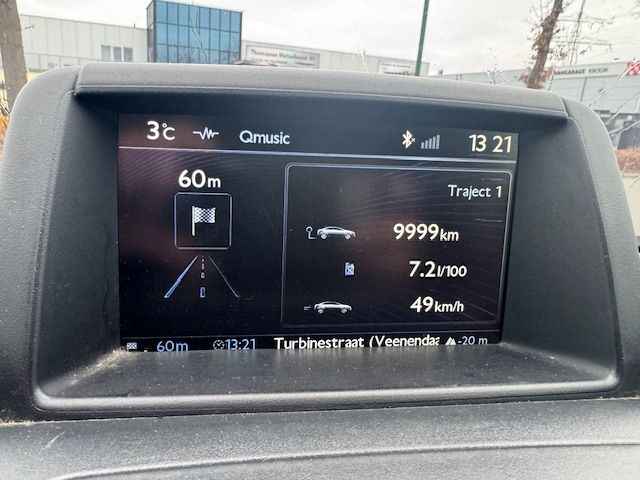 3°C Qmusic 13 21
60m
Traject 1
9999km
7.2l/100
49km/h
60m 13:21 Turbinestraat (Veenendaa -20 m